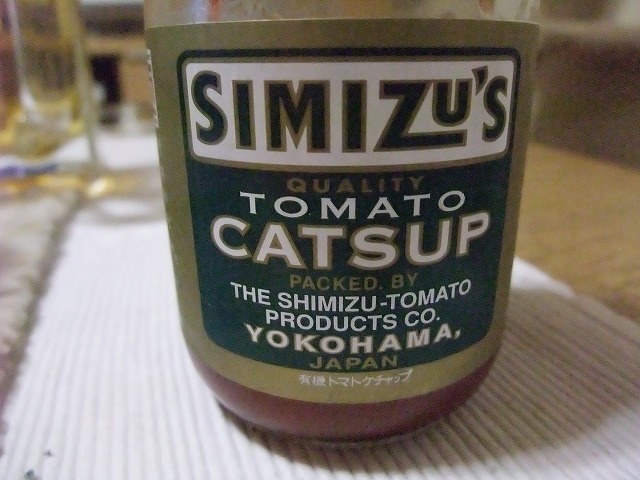 SIMIZU'S
QUALITY
TOMATO
CATSUP
PACKED. BY
THE SHIMIZU-TOMATO
PRODUCTS CO.
YOKOHAMA,
JAPAN
有機トマトケチャップ